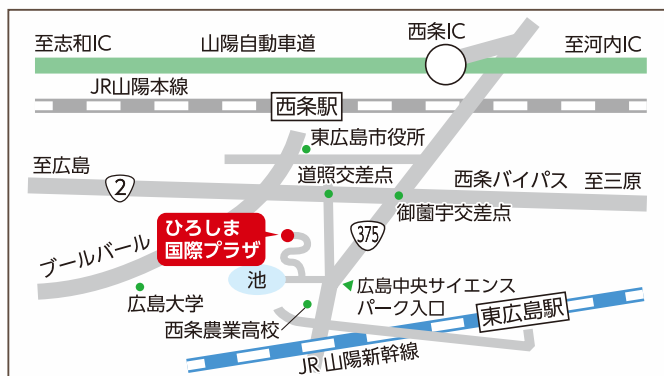 至志和IC
山陽自動車道
西条IC
至河内IC
JR山陽本線
西条駅
東広島市役所
至広島
2
道照交差点
西条バイパス
至三原
御薗宇交差点
375
ひろしま
国際プラザ
ブールバール
池
広島大学
広島中央サイエンス
パーク入口
西条農業高校
東広島駅
JR山陽新幹線